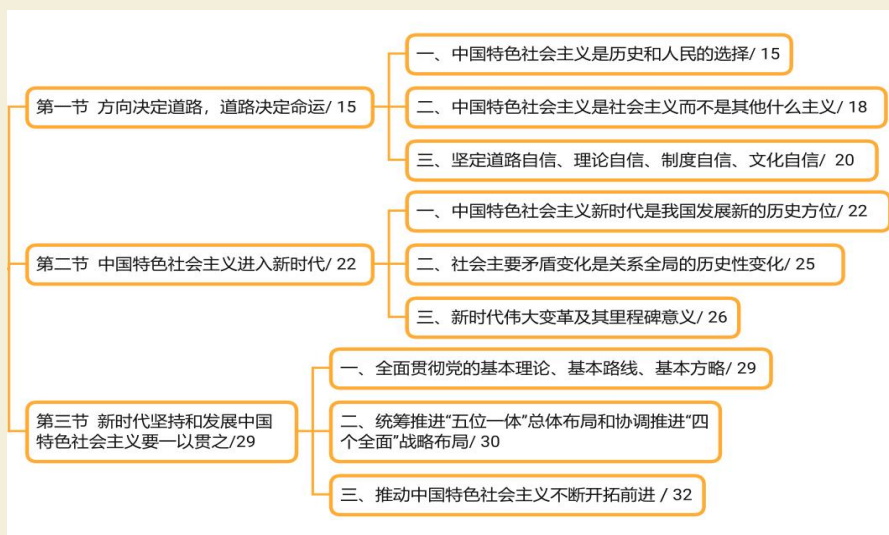 第一节 方向决定道路，道路决定命运/ 15
一、中国特色社会主义是历史和人民的选择/ 15
二、中国特色社会主义是社会主义而不是其他什么主义/ 18
三、坚定道路自信、理论自信、制度自信、文化自信/ 20
第二节 中国特色社会主义进入新时代/ 22
一、中国特色社会主义新时代是我国发展新的历史方位/ 22
二、社会主要矛盾变化是关系全局的历史性变化/ 25
三、新时代伟大变革及其里程碑意义/ 26
第三节 新时代坚持和发展中国
特色社会主义要一以贯之/29
一、全面贯彻党的基本理论、基本路线、基本方略/ 29
二、统筹推进“五位一体”总体布局和协调推进“四
个全面”战略布局/ 30
三、推动中国特色社会主义不断开拓前进 / 32